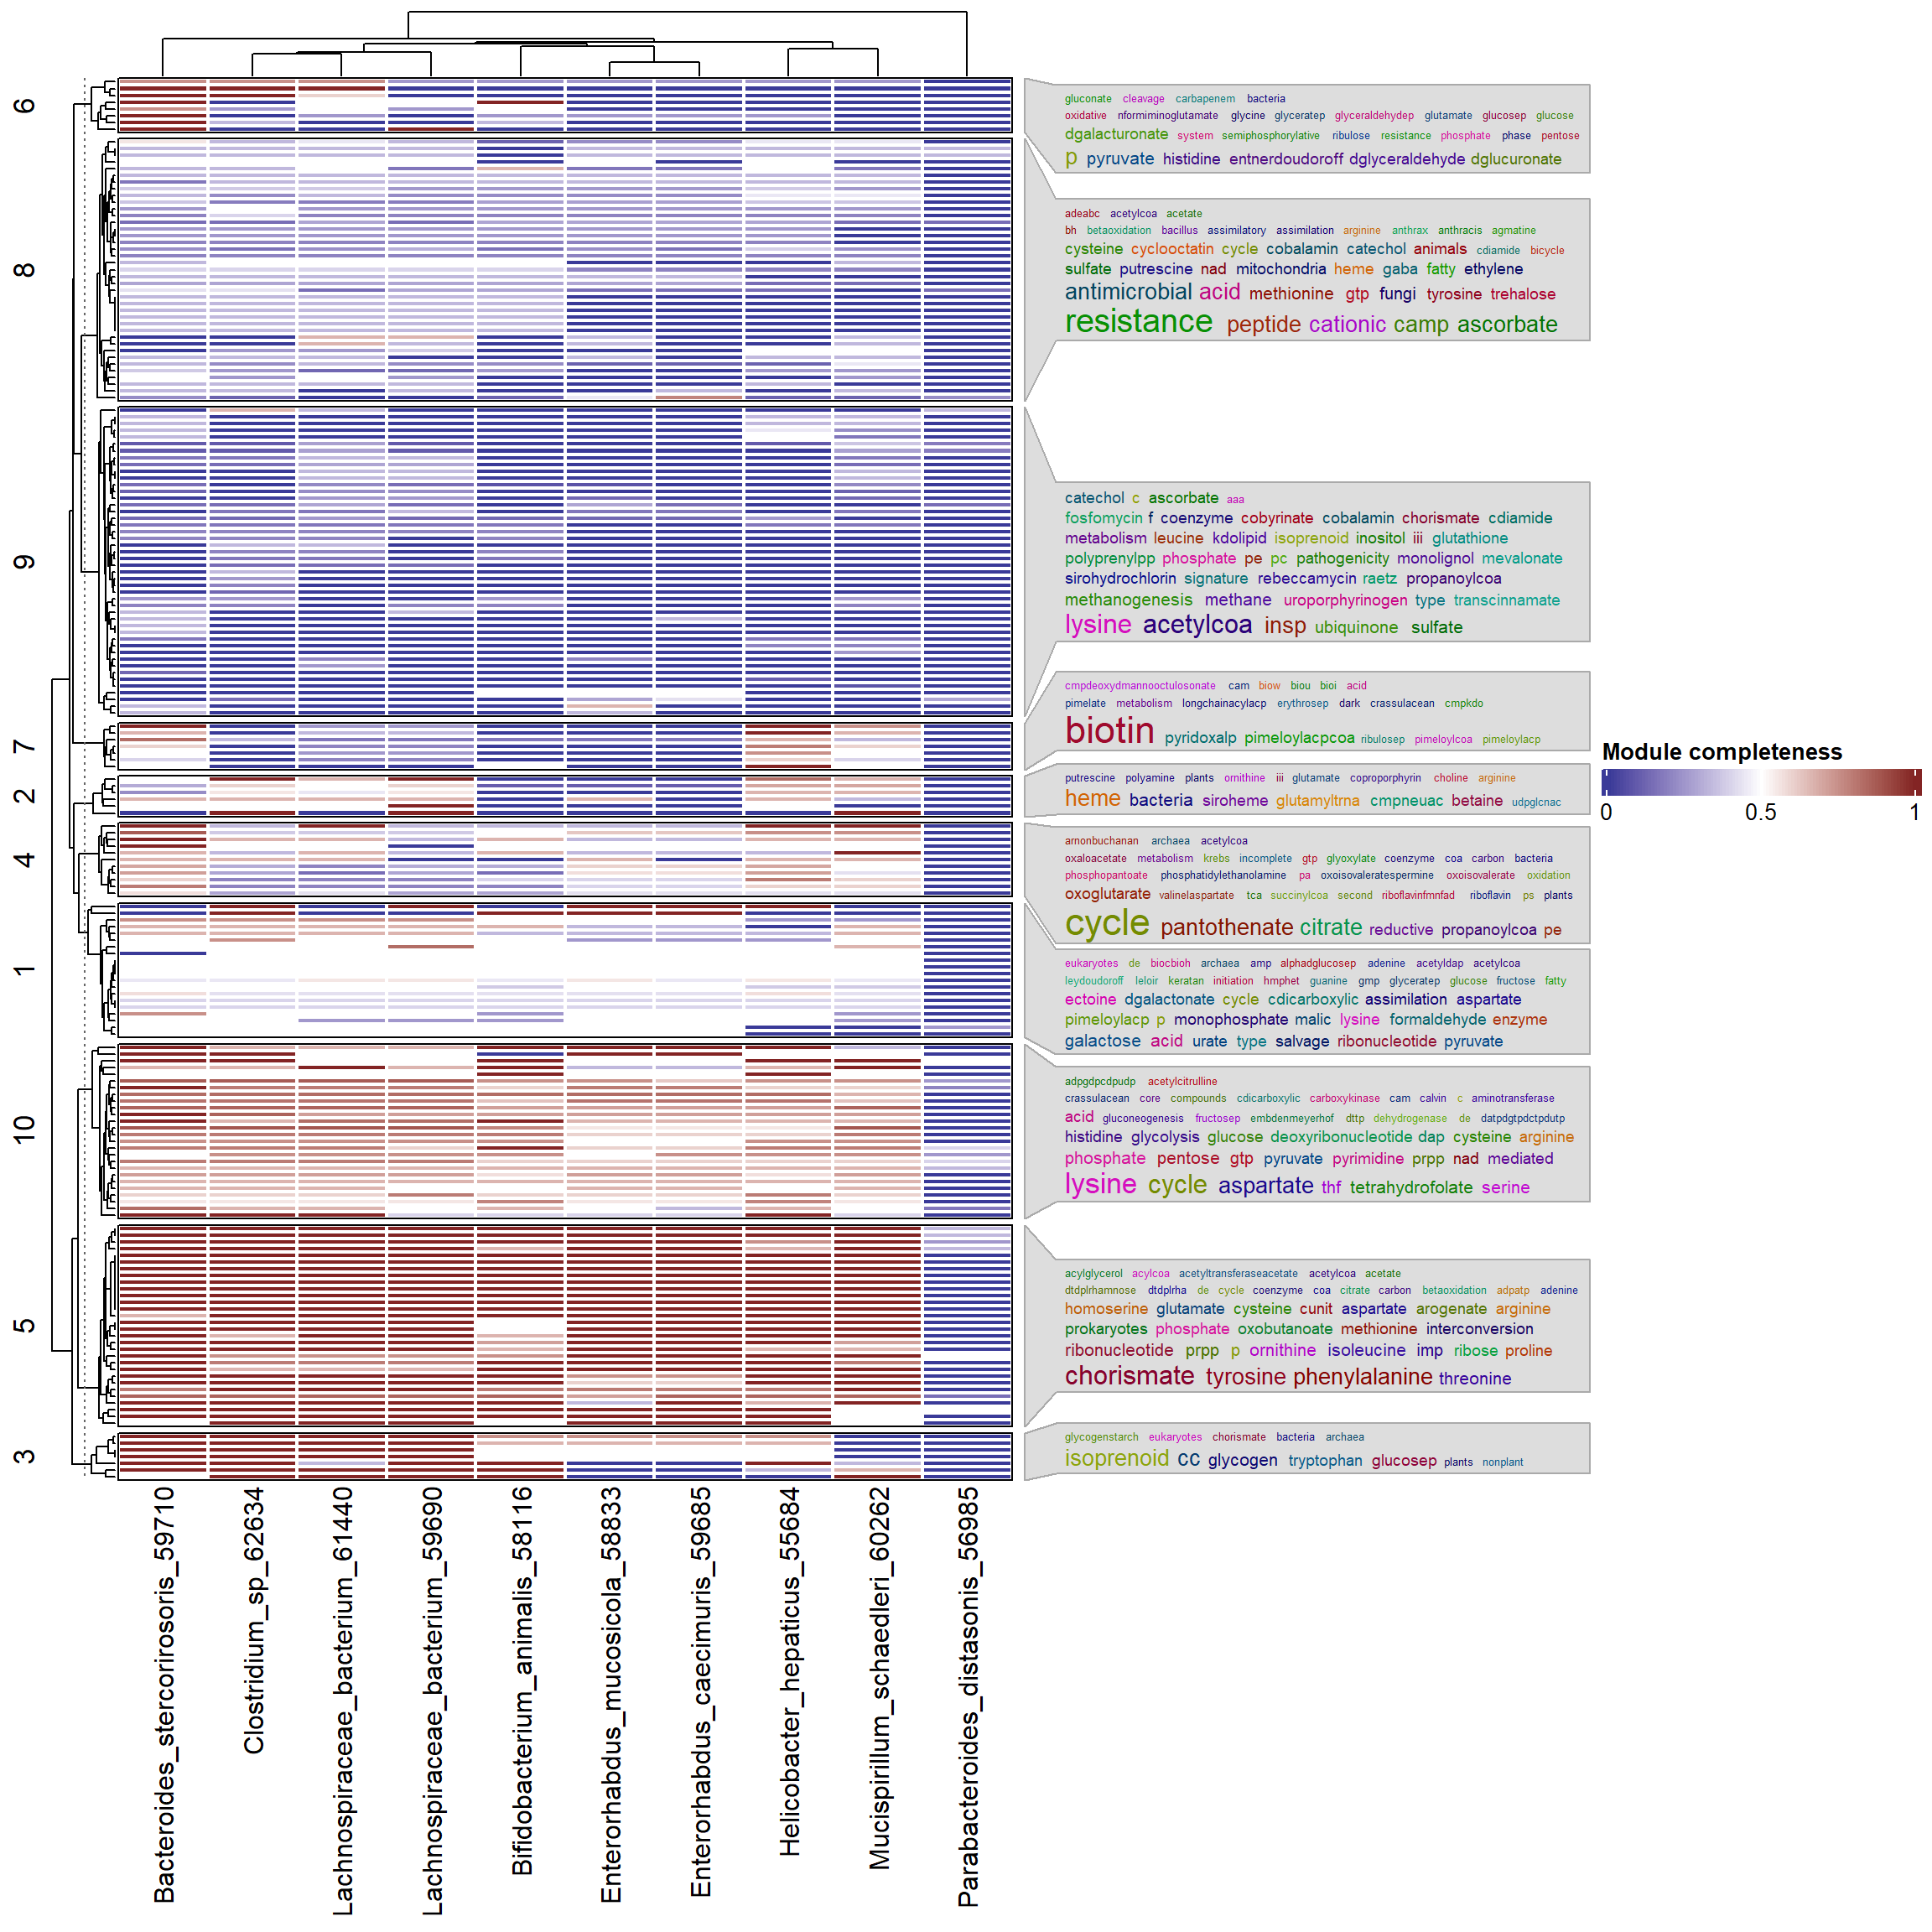 6
gluconate cleavage carbapenem bacteria
oxidative nformiminoglutamate glycine glyceratep glyceraldehydep glutamate glucosep glucose
dgalacturonate system semiphosphorylative ribulose resistance phosphate phase pentose
p pyruvate histidine entnerdoudoroff dglyceraldehyde dglucuronate
8
adeabc acetylcoa acetate
bh betaoxidation bacillus assimilatory assimilation arginine anthrax anthracis agmatine
cysteine cyclooctatin cycle cobalamin catechol animals cdiamide bicycle
sulfate putrescine nad mitochondria heme gaba fatty ethylene
antimicrobial acid methionine gtp fungi tyrosine trehalose
resistance peptide cationic camp ascorbate
9
catechol c ascorbate aaa
fosfomycin f coenzyme cobyrinate cobalamin chorismate cdiamide
metabolism leucine kdolipid isoprenoid inositol iii glutathione
polyprenylpp phosphate pe pc pathogenicity monolignol mevalonate
sirohydrochlorin signature rebeccamycin raetz propanoylcoa
methanogenesis methane uroporphyrinogen type transcinnamate
lysine acetylcoa insp ubiquinone sulfate
7
cmpdeoxydmannooctulosonate cam biow biou bioi acid
pimelate metabolism longchainacylacp erythrosep dark crassulacean cmpkdo
biotin pyridoxalp pimeloylacpcoa ribulosep pimeloylcoa pimeloylacp
2
putrescine polyamine plants ornithine iii glutamate coproporphyrin choline arginine
heme bacteria siroheme glutamyltrna cmpneuac betaine udpglcnac
4
arnonbuchanan archaea acetylcoa
oxaloacetate metabolism krebs incomplete gtp glyoxylate coenzyme coa carbon bacteria
phosphopantoate phosphatidylethanolamine pa oxoisovaleratespermine oxoisovalerate oxidation
oxoglutarate valinelaspartate tca succinylcoa second riboflavinfmnfad riboflavin ps plants
cycle pantothenate citrate reductive propanoylcoa pe
1
eukaryotes de biocbioh archaea amp alphadglucosep adenine acetyldap acetylcoa
leydoudoroff leloir keratan initiation hmphet guanine gmp glyceratep glucose fructose fatty
ectoine dgalactonate cycle cdicarboxylic assimilation aspartate
pimeloylacp p monophosphate malic lysine formaldehyde enzyme
galactose acid urate type salvage ribonucleotide pyruvate
10
adpgdpcdpudp acetylcitrulline
crassulacean core compounds cdicarboxylic carboxykinase cam calvin c aminotransferase
acid gluconeogenesis fructosep embdenmeyerhof dttp dehydrogenase de datpdgtpdctpdutp
histidine glycolysis glucose deoxyribonucleotide dap cysteine arginine
phosphate pentose gtp pyruvate pyrimidine prpp nad mediated
lysine cycle aspartate thf tetrahydrofolate serine
5
acylglycerol acylcoa acetyltransferaseacetate acetylcoa acetate
dtdplrhamnose dtdplrha de cycle coenzyme coa citrate carbon betaoxidation adpatp adenine
homoserine glutamate cysteine cunit aspartate arogenate arginine
prokaryotes phosphate oxobutanoate methionine interconversion
ribonucleotide prpp p ornithine isoleucine imp ribose proline
chorismate tyrosine phenylalanine threonine
3
glycogenstarch eukaryotes chorismate bacteria archaea
isoprenoid cc glycogen tryptophan glucosep plants nonplant
Module completeness
0 0.5 1
Bacteroides_stercorirosoris_59710
Clostridium_sp_62634
Lachnospiraceae_bacterium_61440
Lachnospiraceae_bacterium_59690
Bifidobacterium_animalis_58116
Enterorhabdus_mucosicola_58833
Enterorhabdus_caecimuris_59685
Helicobacter_hepaticus_55684
Mucispirillum_schaedleri_60262
Parabacteroides_distasonis_56985